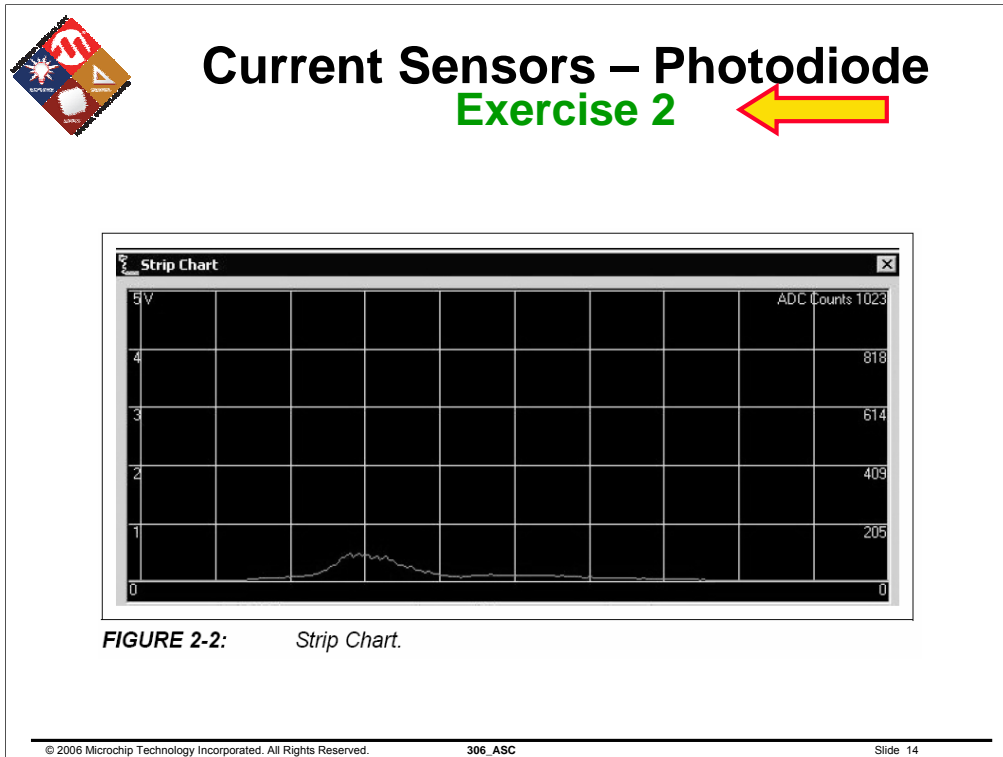 Current Sensors – Photodiode
Exercise 2
Strip Chart
5 V
ADC Counts 1023
4
818
3
614
2
409
1
205
0
0
FIGURE 2-2: Strip Chart.
© 2006 Microchip Technology Incorporated. All Rights Reserved. 306_ASC Slide 14